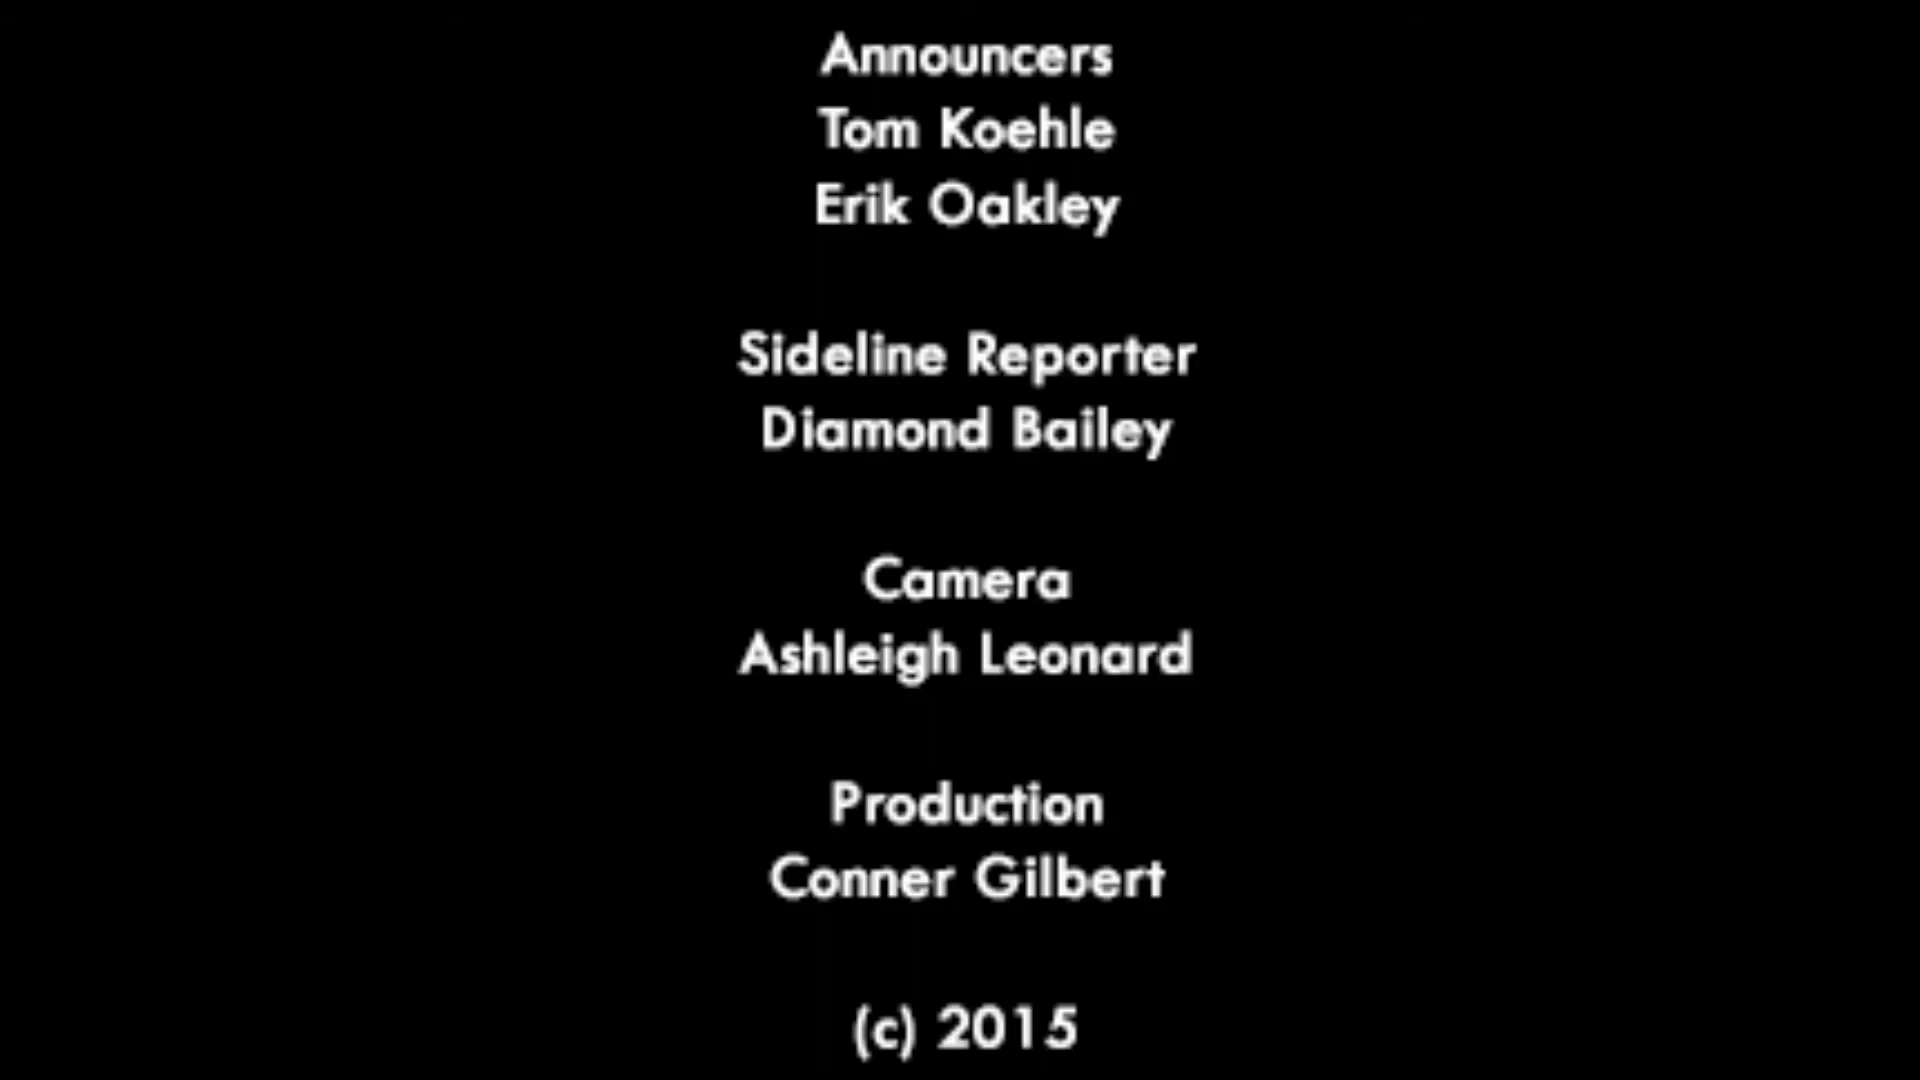 Announcers
Tom Koehle
Erik Oakley
Sideline Reporter
Diamond Bailey
Camera
Ashleigh Leonard
Production
Conner Gilbert
(c) 2015